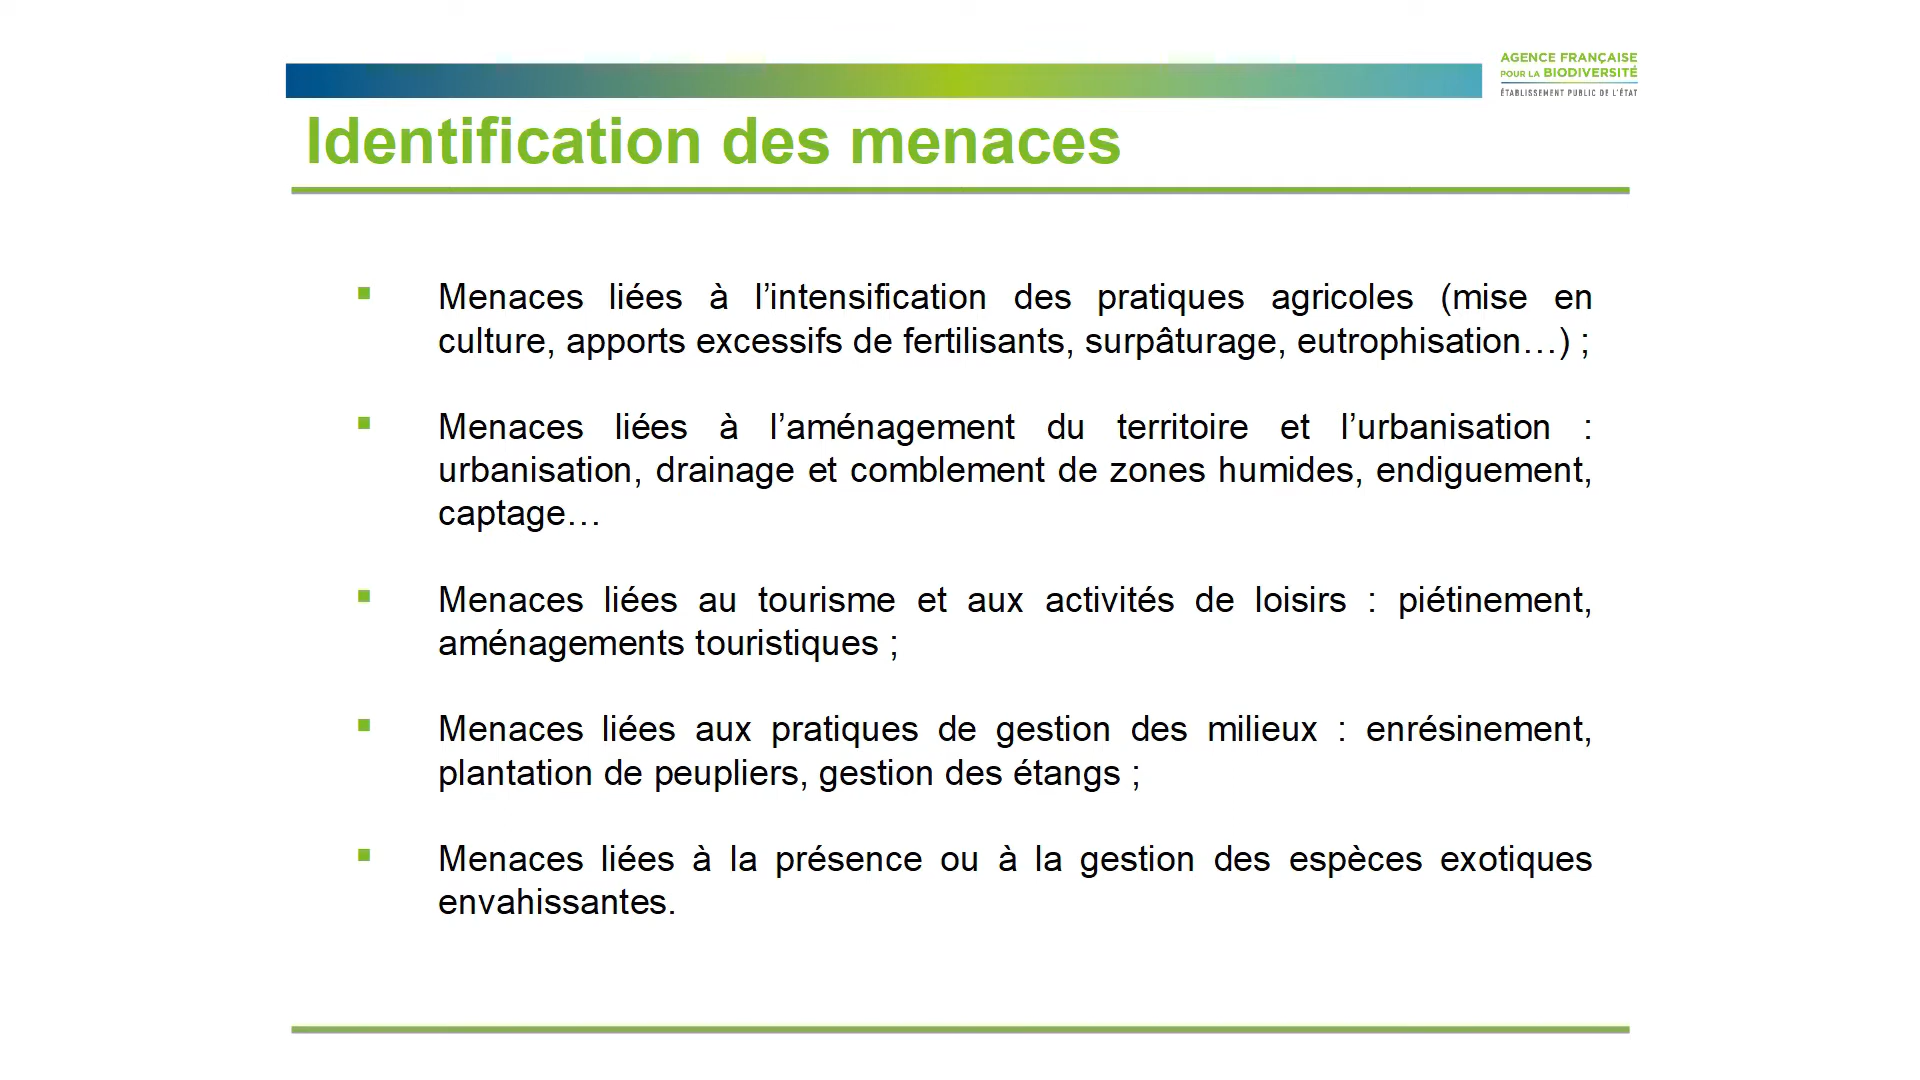 AGENCE FRANÇAISE
POUR LA BIODIVERSITÉ
ÉTABLISSEMENT PUBLIC DE L'ÉTAT
Identification des menaces
Menaces liées à l’intensification des pratiques agricoles (mise en
culture, apports excessifs de fertilisants, surpâturage, eutrophisation…) ;
Menaces liées à l’aménagement du territoire et l’urbanisation :
urbanisation, drainage et comblement de zones humides, endiguement,
captage…
Menaces liées au tourisme et aux activités de loisirs : piétinement,
aménagements touristiques ;
Menaces liées aux pratiques de gestion des milieux : enrésinement,
plantation de peupliers, gestion des étangs ;
Menaces liées à la présence ou à la gestion des espèces exotiques
envahissantes.